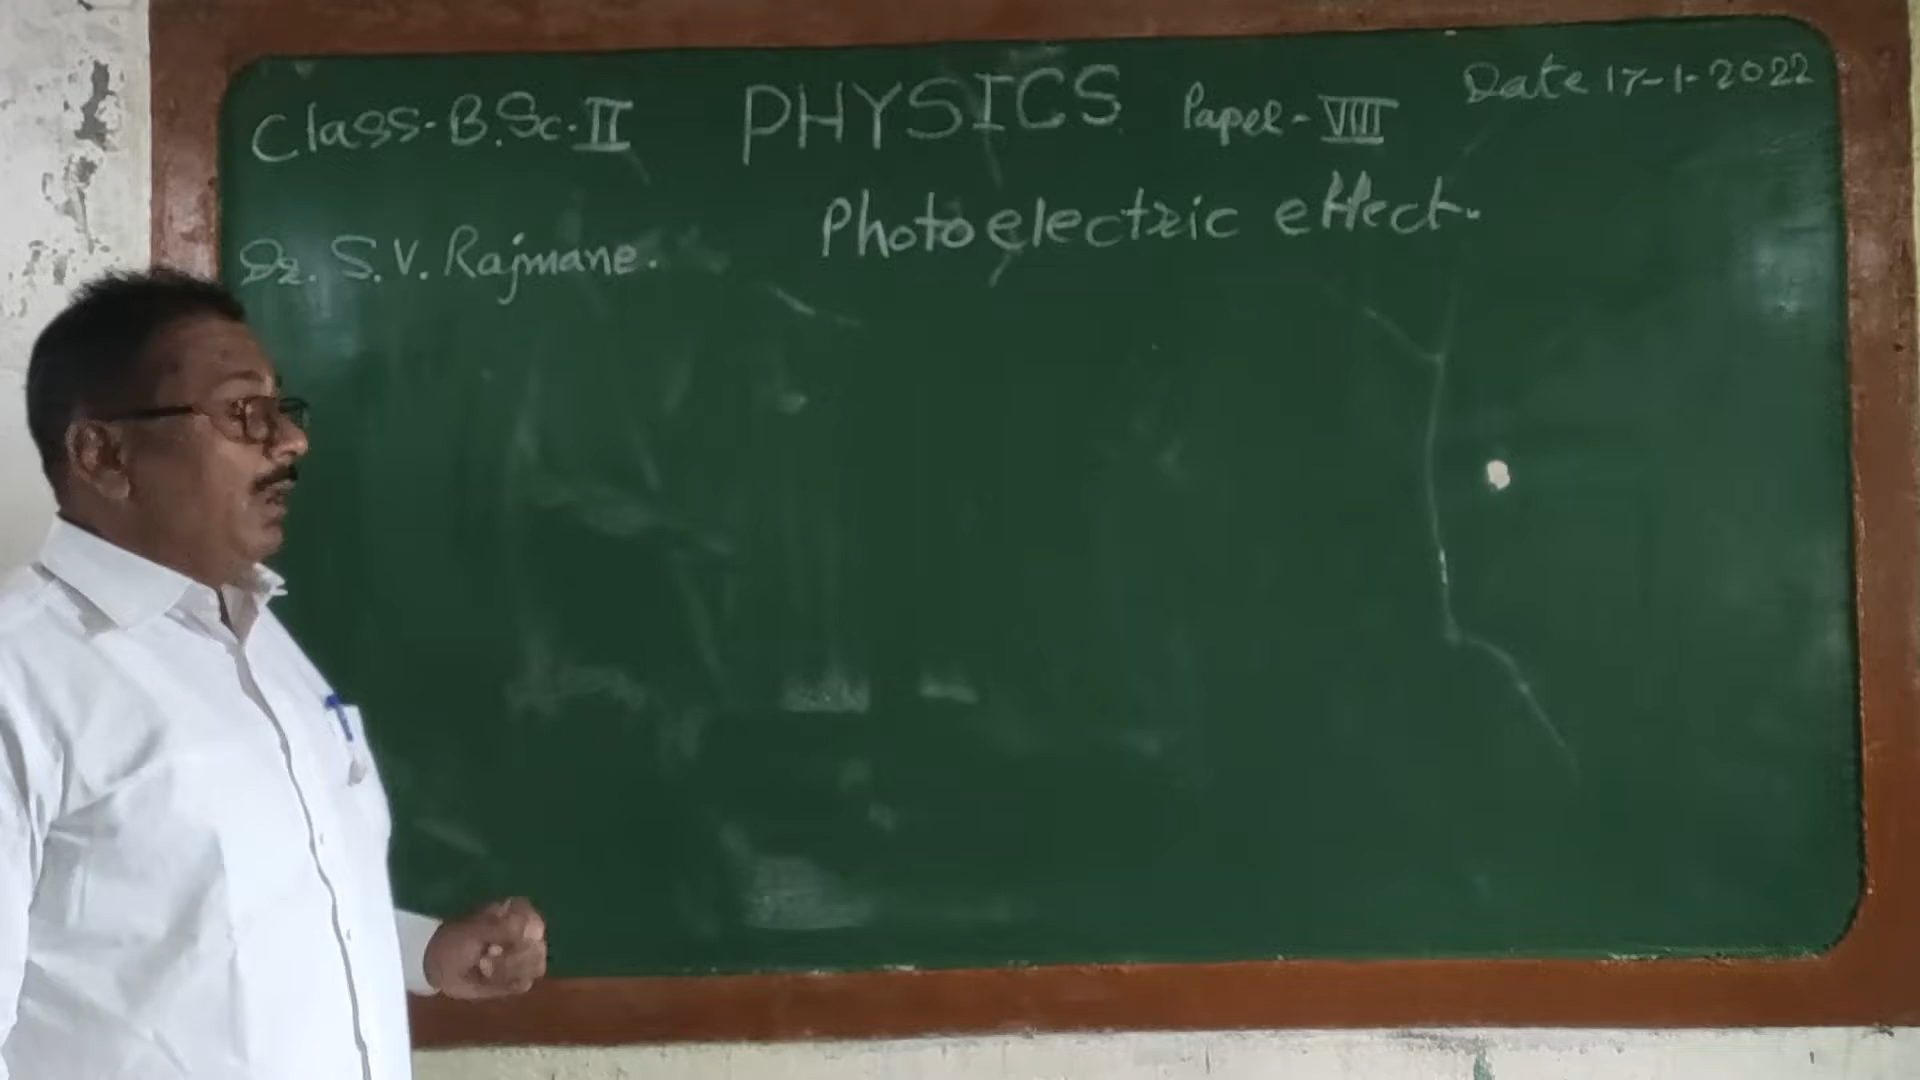 Class-B.Sc-II PHYSICS Paper-VIII Date 17-1-2022
Dr. S.V. Rajmane. Photoelectric effect.